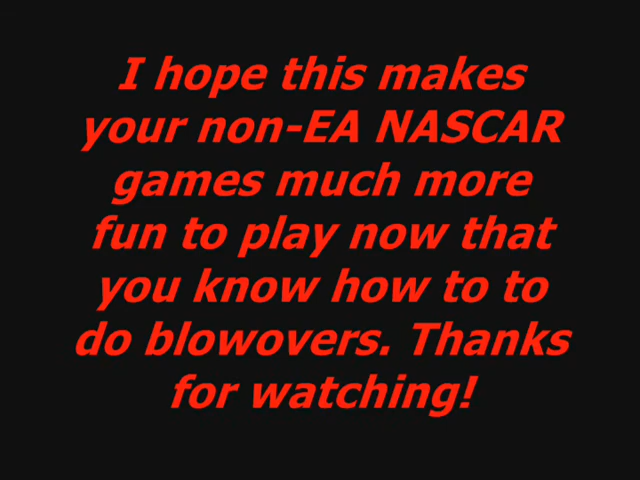 I hope this makes
your non-EA NASCAR
games much more
fun to play now that
you know how to to
do blowovers. Thanks
for watching!